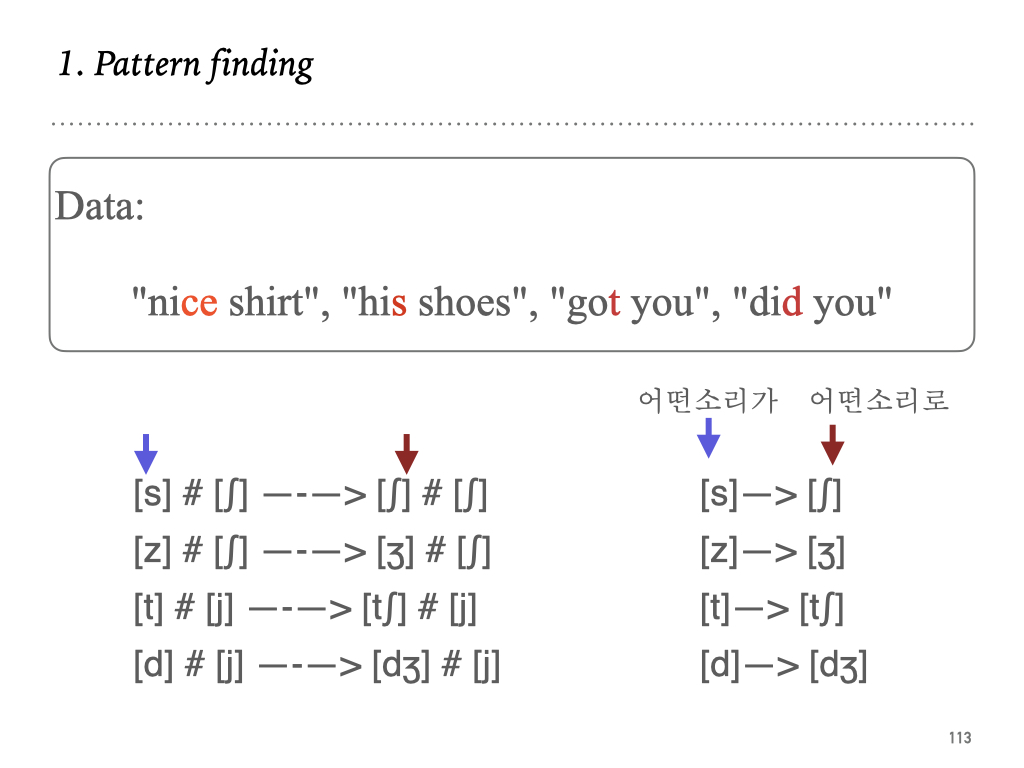 1. Pattern finding
Data:
"nice shirt", "his shoes", "got you", "did you"
어떤소리가 어떤소리로
[s] # [ʃ] —-—> [ʃ] # [ʃ] [s]—> [ʃ]
[z] # [ʃ] —-—> [ʒ] # [ʃ] [z]—> [ʒ]
[t] # [j] —-—> [tʃ] # [j] [t]—> [tʃ]
[d] # [j] —-—> [dʒ] # [j] [d]—> [dʒ]
113